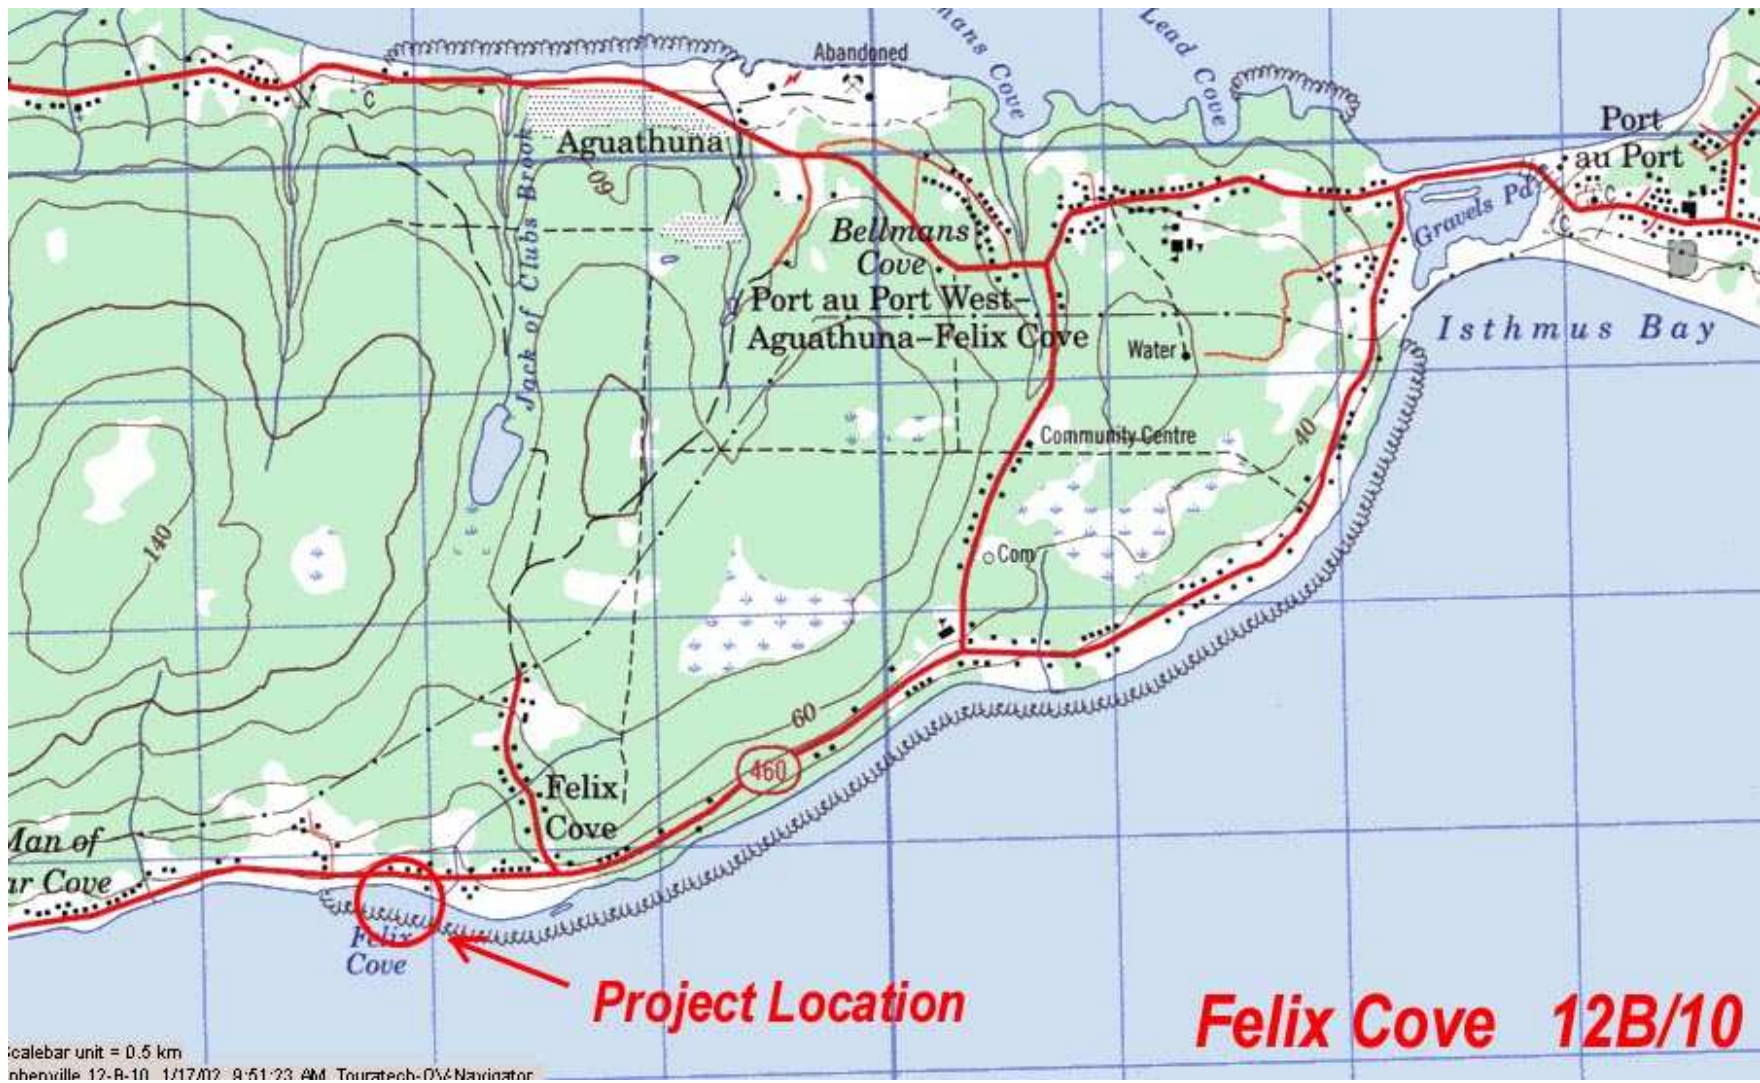 Abandoned
mans Cove
Lead Cove
Port
au Port
C
Aguathuna
60
Jack of Clubs Brook
Gravels Pd
C
C
Bellmans
Cove
Port au Port West–
Aguathuna–Felix Cove
Isthmus Bay
Water
Community Centre
40
140
Com
60
460
Felix
Cove
Man of
ar Cove
Felix
Cove
Project Location
Felix Cove 12B/10
calebar unit = 0.5 km
phenville 12-B-10 1/17/02 9:51:23 AM Touratech-QV-Navigator